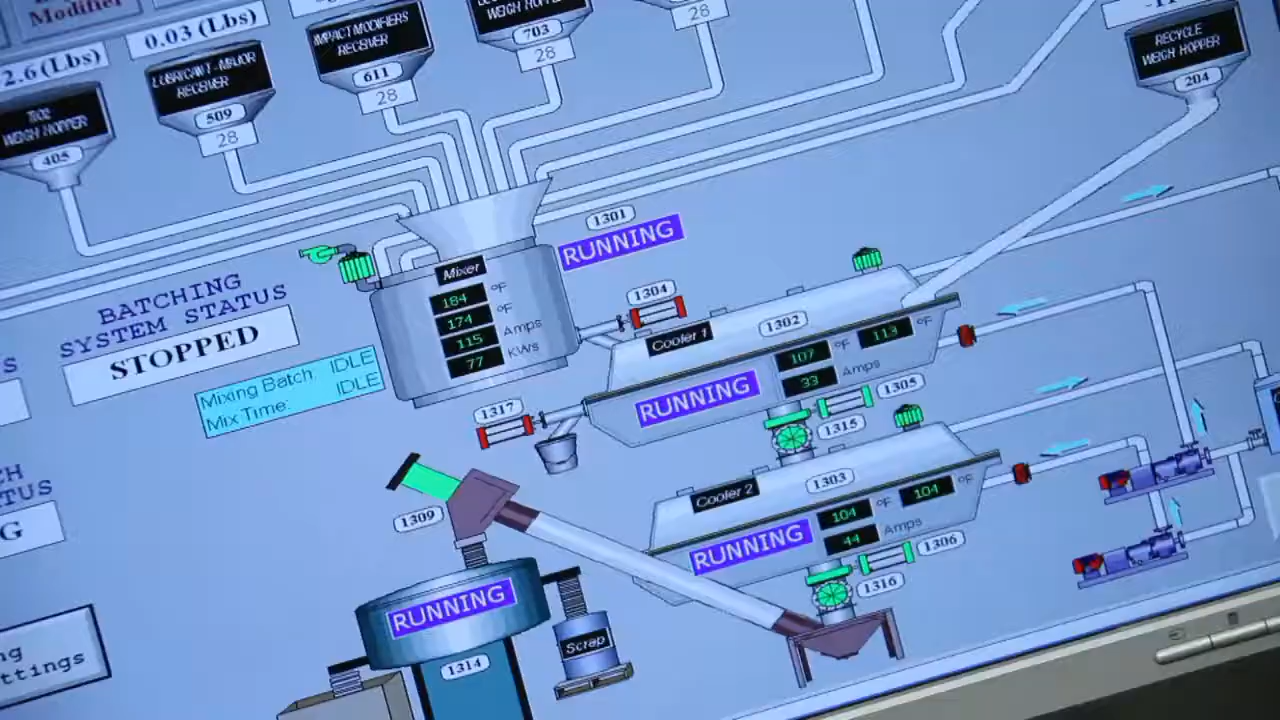 Modifier
2.6 (Lbs)
0.03 (Lbs)
TiO2
WEIGH HOPPER
405
LUBRICANT-MAJOR
RECEIVER
509
28
IMPACT MODIFIERS
RECEIVER
611
28
WEIGH HOPPER
703
28
28
RECYCLE
WEIGH HOPPER
204
1301
RUNNING
Mixer
184 °F
174 °F
115 Amps
77 KWs
BATCHING
SYSTEM STATUS
STOPPED
Mixing Batch: IDLE
Mix Time: IDLE
1304
Cooler 1
1302
107 °F
113 °F
33 Amps
RUNNING
1305
1315
1317
Cooler 2
1303
104 °F
104 °F
44 Amps
RUNNING
1306
1316
1309
RUNNING
1314
Scrap
TUS
G
ng
ttings